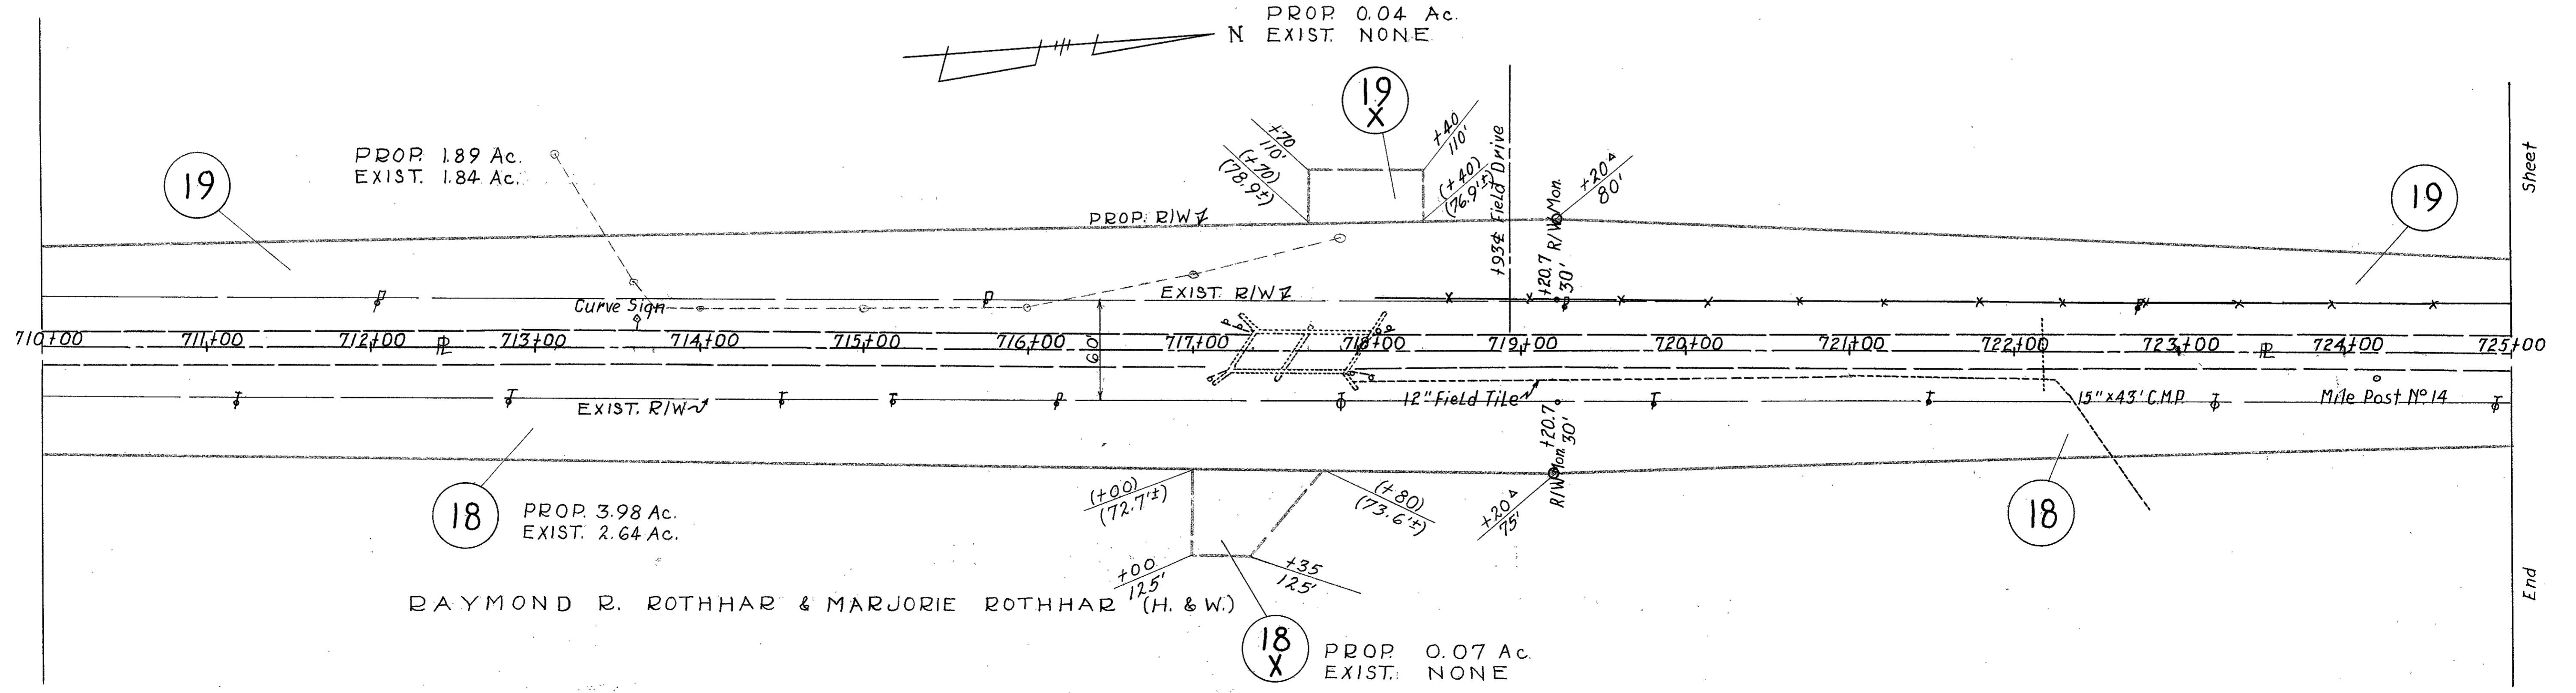 PROP. 0.04 Ac.
N EXIST. NONE
19
X
PROP. 1.89 Ac.
EXIST. 1.84 Ac.
19
+70
110'
(+70)
(78.9'±)
+40
110'
(+40)
(76.9'±)
+93± Field Drive
+20.7 R/W Mon.
30'
+20
80'
19
Sheet
PROP. R/W
EXIST. R/W
Curve Sign
60'
710+00 711+00 712+00 PL 713+00 714+00 715+00 716+00 717+00 718+00 719+00 720+00 721+00 722+00 723+00 PL 724+00 725+00
EXIST. R/W
12" Field Tile
15" x 43' C.M.P.
Mile Post No 14
R/W Mon. +20.7
30'
18
PROP. 3.98 Ac.
EXIST. 2.64 Ac.
(+00)
(72.7'±)
(+80)
(73.6'±)
+20
75'
18
+00
125'
+35
125'
RAYMOND R. ROTHHAR & MARJORIE ROTHHAR (H. & W.)
End
18
X
PROP. 0.07 Ac.
EXIST. NONE